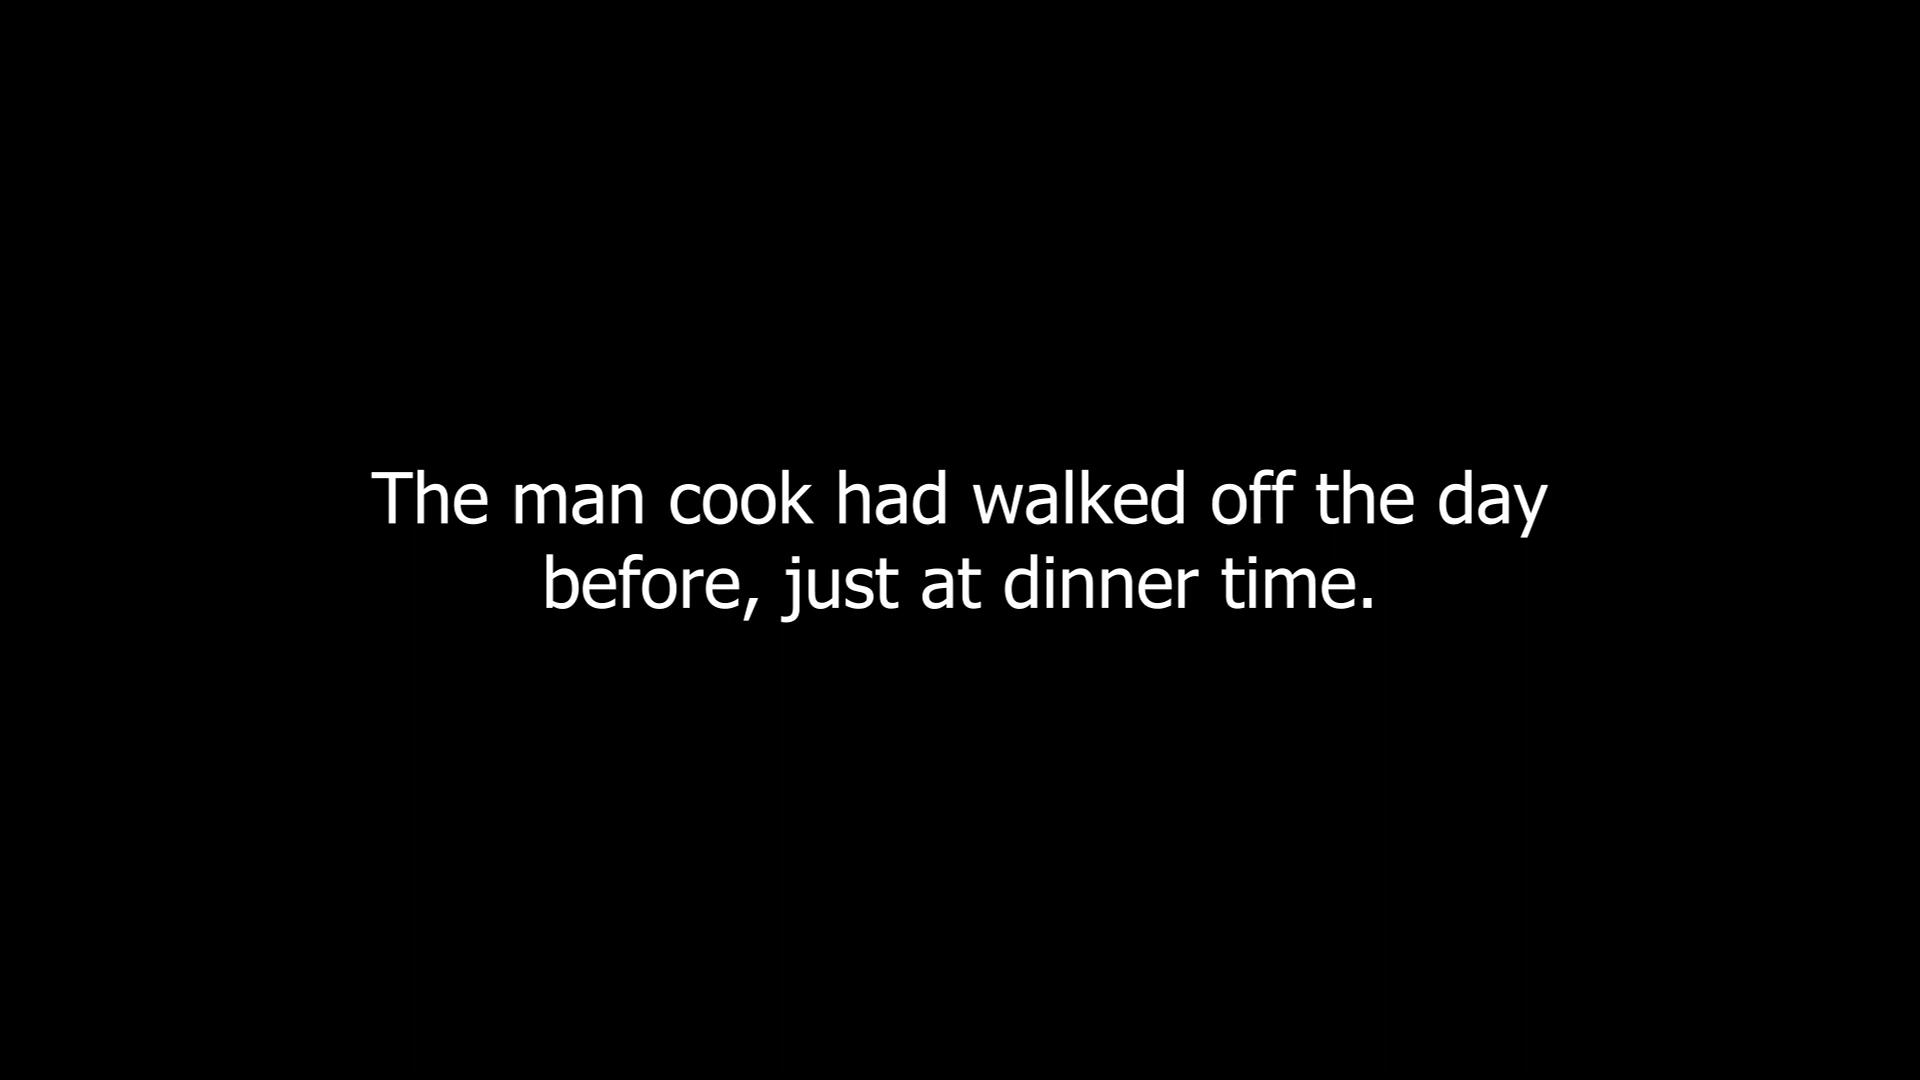 The man cook had walked off the day
before, just at dinner time.